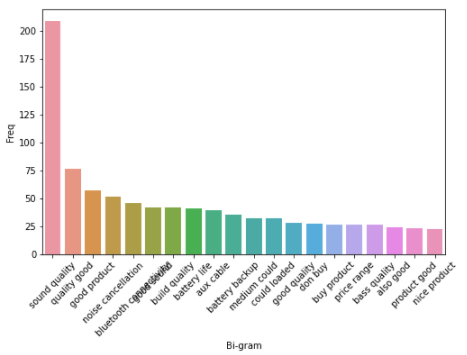 200
175
150
125
100
75
50
25
0
Freq
sound quality
quality good
good product
noise cancellation
bluetooth connectivity
good sound
build quality
battery life
aux cable
battery backup
medium could
could loaded
good quality
don buy
buy product
price range
bass quality
also good
product good
nice product
Bi-gram